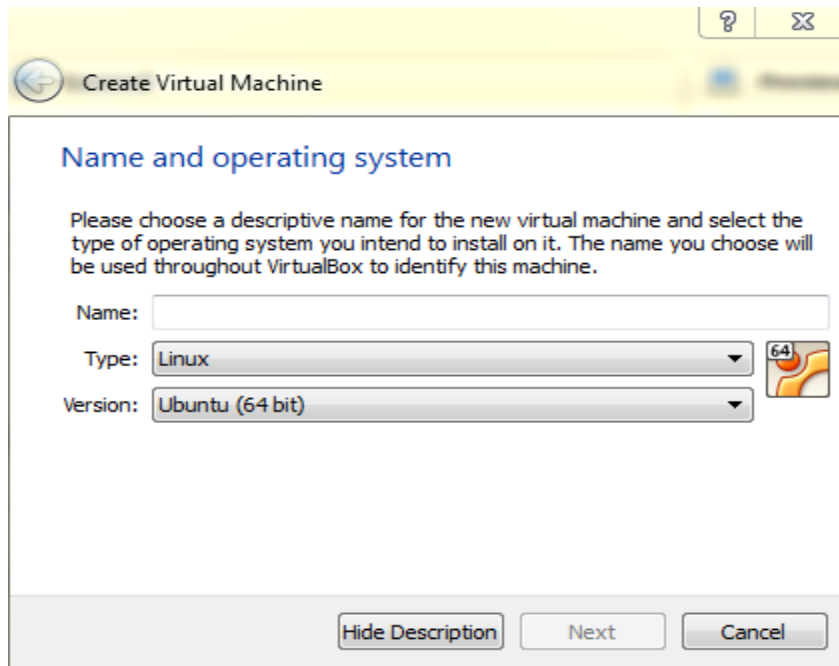 Create Virtual Machine
Name and operating system
Please choose a descriptive name for the new virtual machine and select the
type of operating system you intend to install on it. The name you choose will
be used throughout VirtualBox to identify this machine.
Name:
Type: Linux
64
Version: Ubuntu (64 bit)
Hide Description Next Cancel